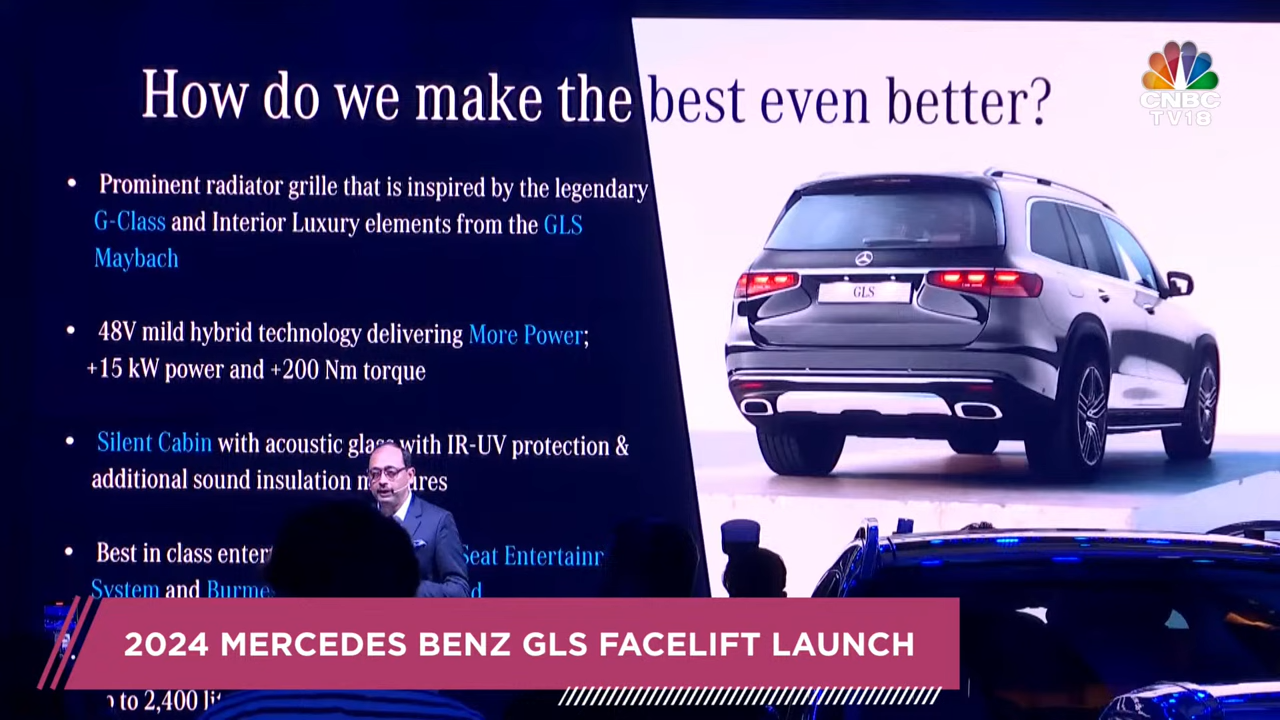 How do we make the best even better?
CNBC
TV18
• Prominent radiator grille that is inspired by the legendary
G-Class and Interior Luxury elements from the GLS
Maybach
GLS
• 48V mild hybrid technology delivering More Power;
+15 kW power and +200 Nm torque
• Silent Cabin with acoustic glass with IR-UV protection &
additional sound insulation
• Best in class Seat
System and
2024 MERCEDES BENZ GLS FACELIFT LAUNCH
to 2,400